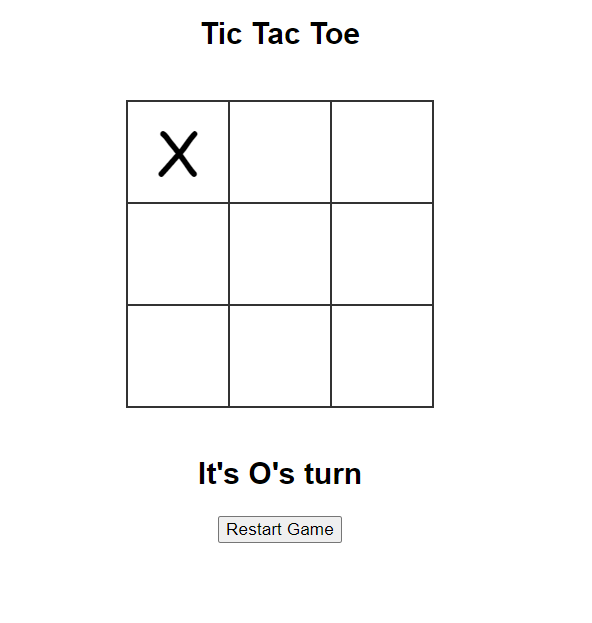 Tic Tac Toe
X
It's O's turn
Restart Game